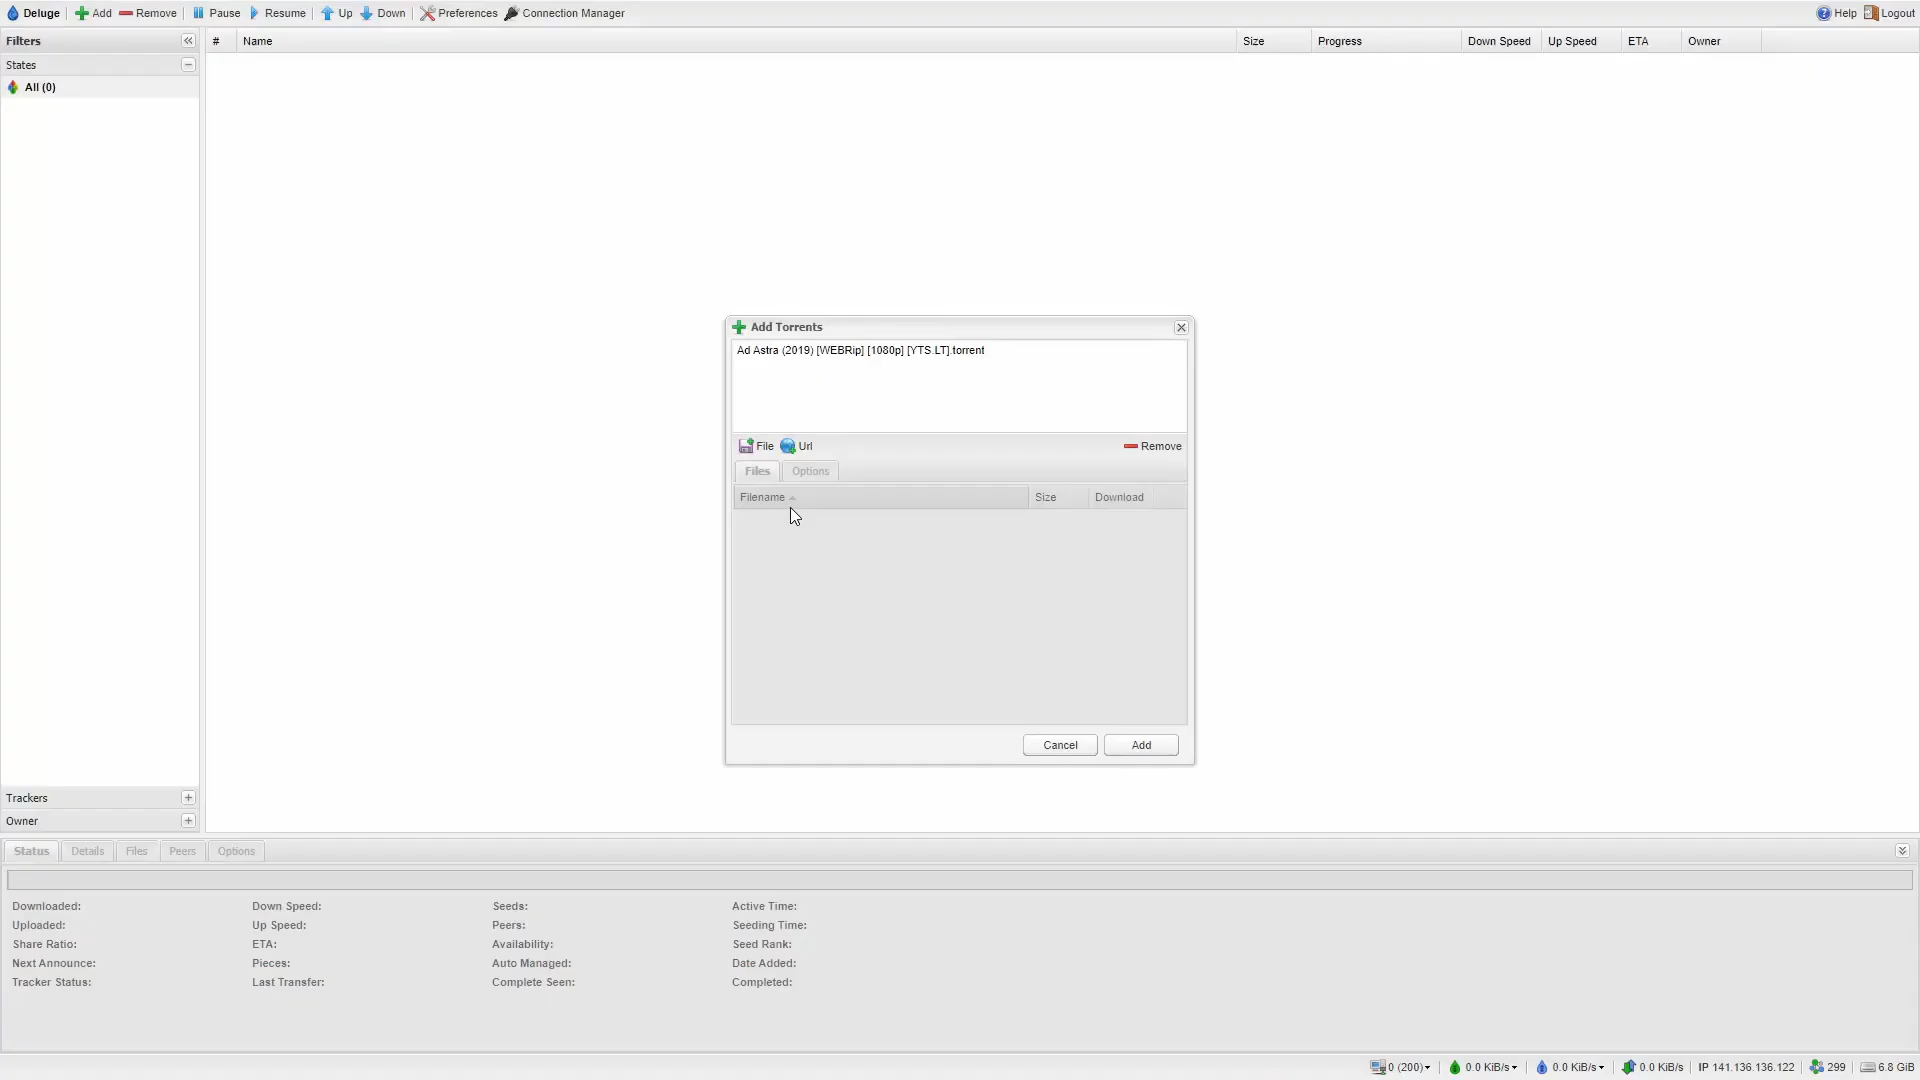 Deluge Add Remove Pause Resume Up Down Preferences Connection Manager Help Logout
Filters # Name Size Progress Down Speed Up Speed ETA Owner
States
All (0)
Add Torrents
Ad Astra (2019) [WEBRip] [1080p] [YTS.LT].torrent
File Url Remove
Files Options
Filename Size Download
Cancel Add
Trackers
Owner
Status Details Files Peers Options
Downloaded: Down Speed: Seeds: Active Time:
Uploaded: Up Speed: Peers: Seeding Time:
Share Ratio: ETA: Availability: Seed Rank:
Next Announce: Pieces: Auto Managed: Date Added:
Tracker Status: Last Transfer: Complete Seen: Completed:
0 (200) 0.0 KiB/s 0.0 KiB/s 0.0 KiB/s IP 141.136.136.122 299 6.8 GiB